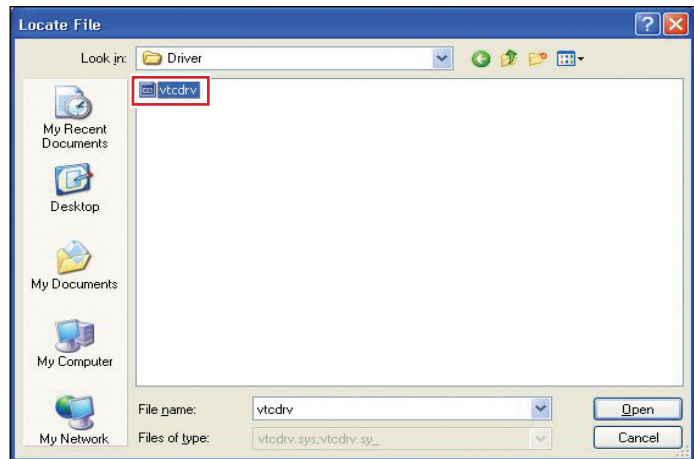 Locate File
Look in:
Driver
vtcdrv
My Recent
Documents
Desktop
My Documents
My Computer
My Network
File name:
vtcdrv
Open
Files of type:
vtcdrv.sys;vtcdrv.sy_
Cancel